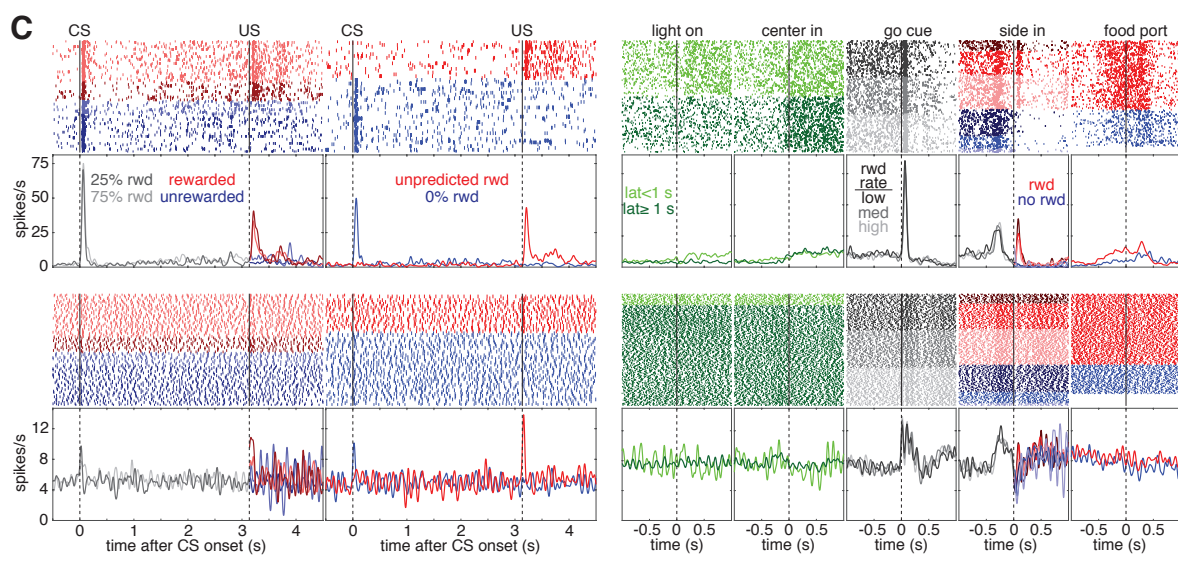 C
CS US CS US light on center in go cue side in food port
75
50
25
0
spikes/s
25% rwd rewarded
75% rwd unrewarded
unpredicted rwd
0% rwd
lat<1 s
lat≥ 1 s
rwd
rate
low
med
high
rwd
no rwd
12
8
4
0
spikes/s
0 1 2 3 4 0 1 2 3 4 -0.5 0 0.5 -0.5 0 0.5 -0.5 0 0.5 -0.5 0 0.5 -0.5 0 0.5
time after CS onset (s) time after CS onset (s) time (s) time (s) time (s) time (s) time (s)